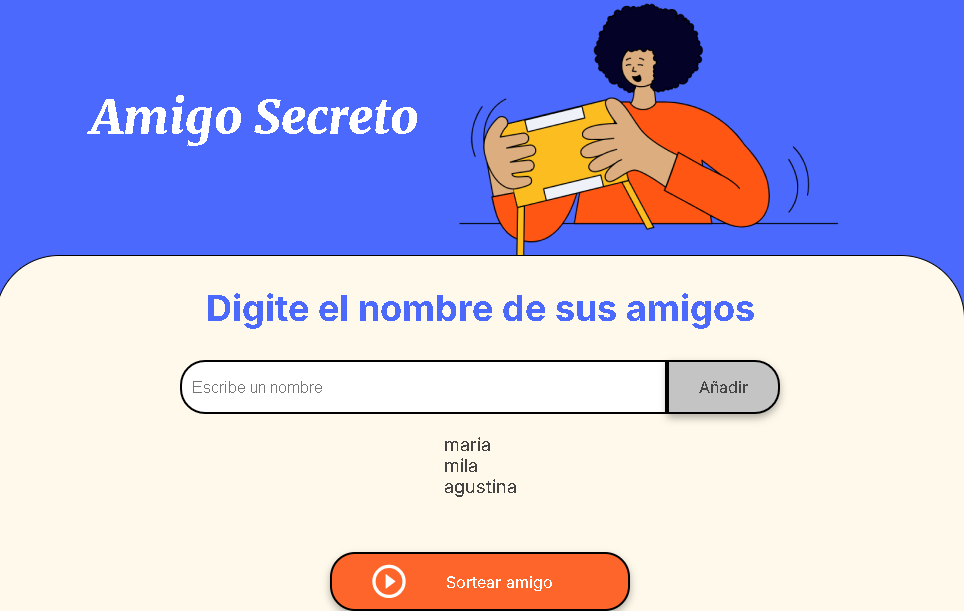 Amigo Secreto
Digite el nombre de sus amigos
Escribe un nombre
Añadir
maria
mila
agustina
Sortear amigo